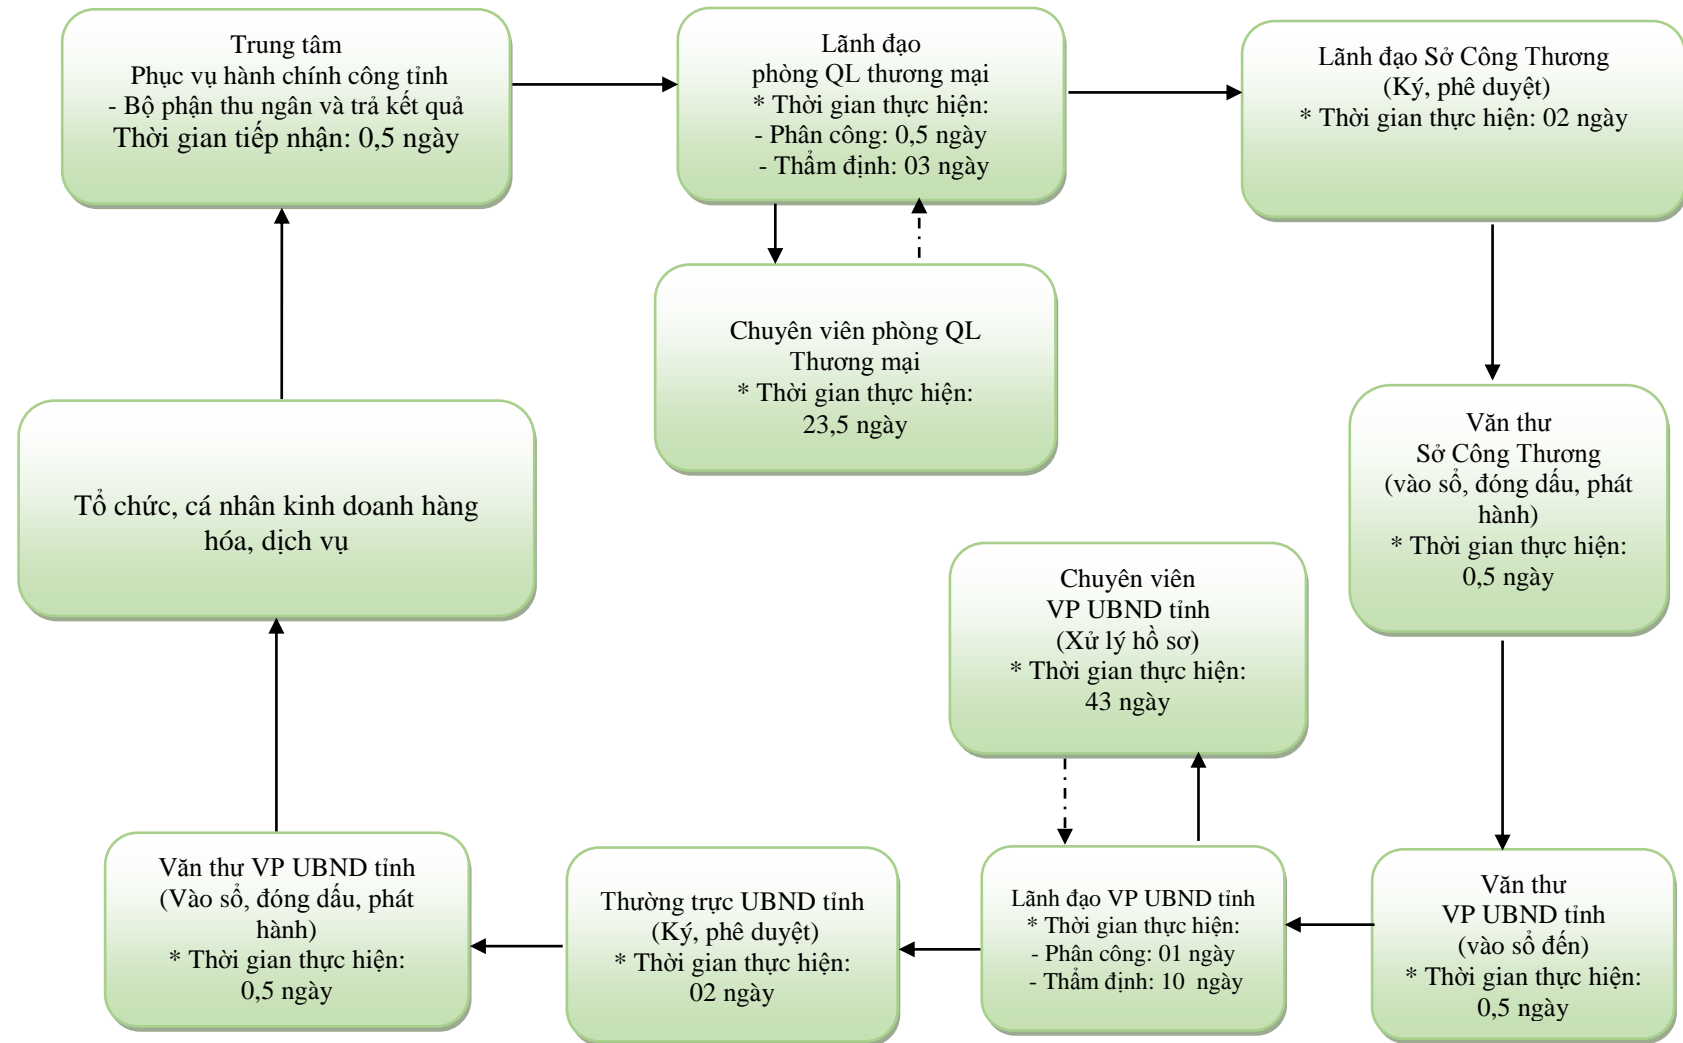 Trung tâm
Phục vụ hành chính công tỉnh
- Bộ phận thu ngân và trả kết quả
Thời gian tiếp nhận: 0,5 ngày
Lãnh đạo
phòng QL thương mại
* Thời gian thực hiện:
- Phân công: 0,5 ngày
- Thẩm định: 03 ngày
Lãnh đạo Sở Công Thương
(Ký, phê duyệt)
* Thời gian thực hiện: 02 ngày
Chuyên viên phòng QL
Thương mại
* Thời gian thực hiện:
23,5 ngày
Văn thư
Sở Công Thương
(vào sổ, đóng dấu, phát
hành)
* Thời gian thực hiện:
0,5 ngày
Tổ chức, cá nhân kinh doanh hàng
hóa, dịch vụ
Chuyên viên
VP UBND tỉnh
(Xử lý hồ sơ)
* Thời gian thực hiện:
43 ngày
Văn thư VP UBND tỉnh
(Vào sổ, đóng dấu, phát
hành)
* Thời gian thực hiện:
0,5 ngày
Thường trực UBND tỉnh
(Ký, phê duyệt)
* Thời gian thực hiện:
02 ngày
Lãnh đạo VP UBND tỉnh
* Thời gian thực hiện:
- Phân công: 01 ngày
- Thẩm định: 10 ngày
Văn thư
VP UBND tỉnh
(vào sổ đến)
* Thời gian thực hiện:
0,5 ngày